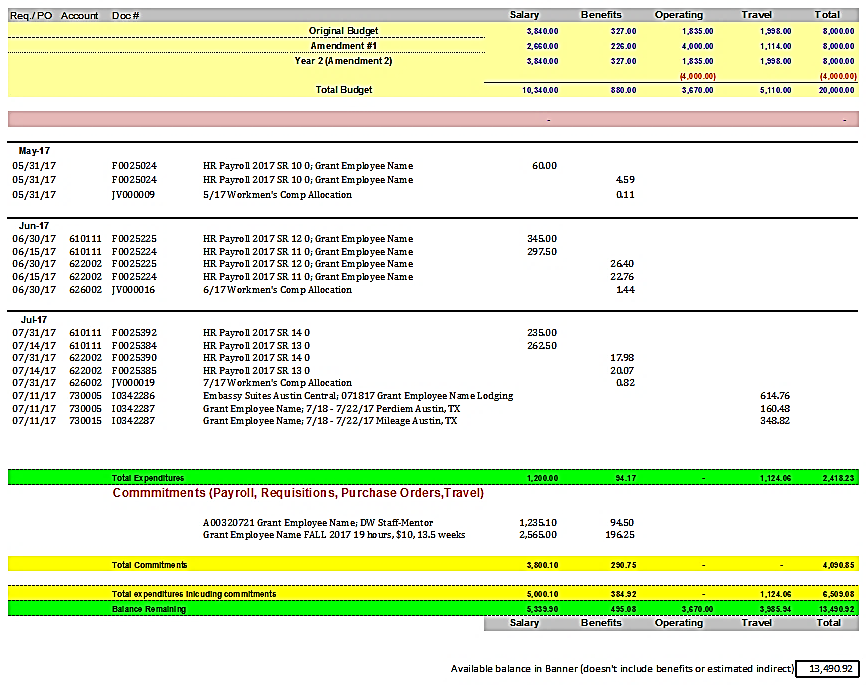 Req./ PO Account Doc # Salary Benefits Operating Travel Total
Original Budget 3,840.00 327.00 1,835.00 1,998.00 8,000.00
Amendment #1 2,660.00 226.00 4,000.00 1,114.00 8,000.00
Year 2 (Amendment 2) 3,840.00 327.00 1,835.00 1,998.00 8,000.00
(4,000.00) (4,000.00)
Total Budget 10,340.00 880.00 3,670.00 5,110.00 20,000.00
- -
May-17
05/31/17 F0025024 HR Payroll 2017 SR 10 0; Grant Employee Name 60.00
05/31/17 F0025024 HR Payroll 2017 SR 10 0; Grant Employee Name 4.59
05/31/17 JV000009 5/17 Workmen's Comp Allocation 0.11
Jun-17
06/30/17 610111 F0025225 HR Payroll 2017 SR 12 0; Grant Employee Name 345.00
06/15/17 610111 F0025224 HR Payroll 2017 SR 11 0; Grant Employee Name 297.50
06/30/17 622002 F0025225 HR Payroll 2017 SR 12 0; Grant Employee Name 26.40
06/15/17 622002 F0025224 HR Payroll 2017 SR 11 0; Grant Employee Name 22.76
06/30/17 626002 JV000016 6/17 Workmen's Comp Allocation 1.44
Jul-17
07/31/17 610111 F0025392 HR Payroll 2017 SR 14 0 235.00
07/14/17 610111 F0025384 HR Payroll 2017 SR 13 0 262.50
07/31/17 622002 F0025390 HR Payroll 2017 SR 14 0 17.98
07/14/17 622002 F0025385 HR Payroll 2017 SR 13 0 20.07
07/31/17 626002 JV000019 7/17 Workmen's Comp Allocation 0.82
07/11/17 730005 I0342286 Embassy Suites Austin Central; 071817 Grant Employee Name Lodging 614.76
07/11/17 730005 I0342287 Grant Employee Name; 7/18 - 7/22/17 Perdiem Austin, TX 160.48
07/11/17 730015 I0342287 Grant Employee Name; 7/18 - 7/22/17 Mileage Austin, TX 348.82
Total Expenditures 1,200.00 94.17 - 1,124.06 2,418.23
Commmitments (Payroll, Requisitions, Purchase Orders,Travel)
A00320721 Grant Employee Name; DW Staff-Mentor 1,235.10 94.50
Grant Employee Name FALL 2017 19 hours, $10, 13.5 weeks 2,565.00 196.25
Total Commitments 3,800.10 290.75 - - 4,090.85
Total expenditures inlcuding commitments 5,000.10 384.92 - 1,124.06 6,509.08
Balance Remaining 5,339.90 495.08 3,670.00 3,985.94 13,490.92
Salary Benefits Operating Travel Total
Available balance in Banner (doesn't include benefits or estimated indirect) 13,490.92